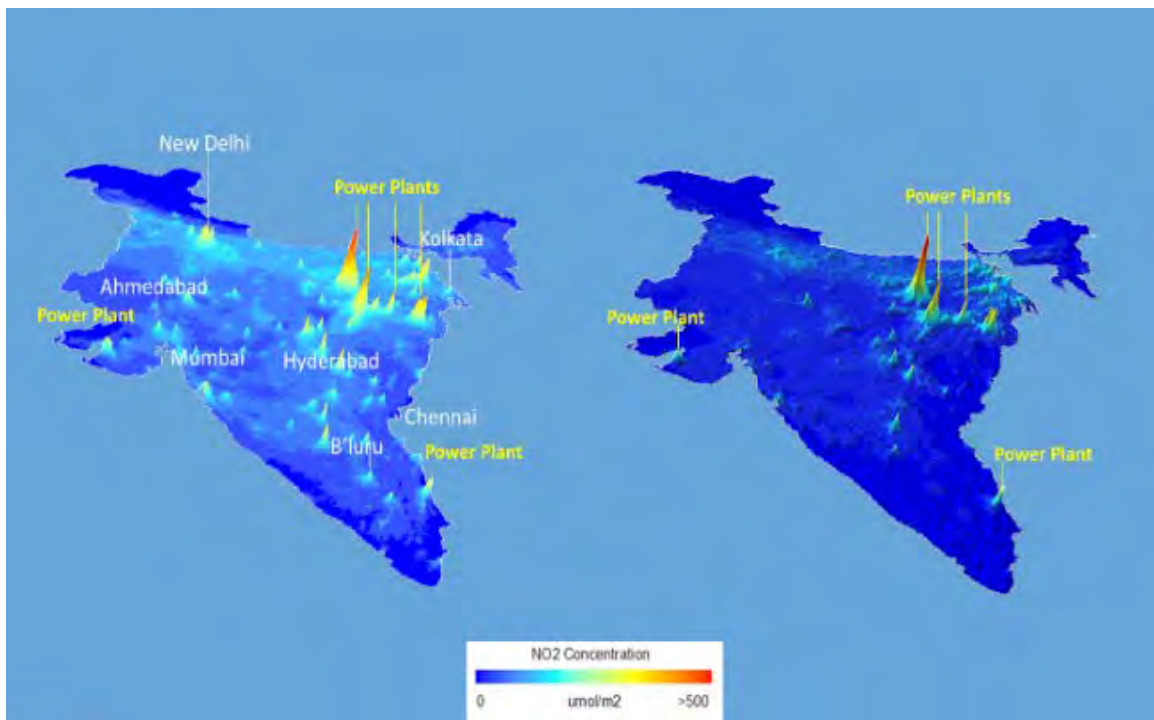 New Delhi
Power Plants
Kolkata
Ahmedabad
Power Plant
Mumbai
Hyderabad
Chennai
B'luru
Power Plant
Power Plants
Power Plant
Power Plant
NO2 Concentration
0 umol/m2 >500